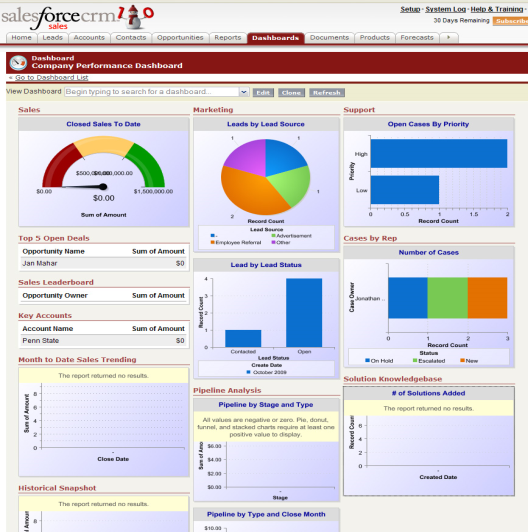 salesforcecrm
sales
Setup · System Log · Help & Training ·
30 Days Remaining Subscribe
Home Leads Accounts Contacts Opportunities Reports Dashboards Documents Products Forecasts
Dashboard
Company Performance Dashboard
« Go to Dashboard List
View Dashboard Begin typing to search for a dashboard... Edit Clone Refresh
Sales
Closed Sales To Date
$0.00
$1,500,000.00
$0.00
Sum of Amount
Top 5 Open Deals
Opportunity Name Sum of Amount
Jan Mahar $0
Sales Leaderboard
Opportunity Owner Sum of Amount
Key Accounts
Account Name Sum of Amount
Penn State $0
Month to Date Sales Trending
The report returned no results.
Sum of Amount
8
6
4
2
0
Close Date
Historical Snapshot
The report returned no results.
8
Marketing
Leads by Lead Source
1
1
1
2
Record Count
Lead Source
- Advertisement
Employee Referral Other
Lead by Lead Status
Record Count
4
3
2
1
0
Contacted Open
Lead Status
Create Date
October 2009
Pipeline Analysis
Pipeline by Stage and Type
All values are negative or zero. Pie, donut,
funnel, and stacked charts require at least one
positive value to display.
$6.00
$4.00
$2.00
$0.00
Stage
Pipeline by Type and Close Month
$10.00
Support
Open Cases By Priority
Priority
High
Low
0 0.5 1 1.5 2
Record Count
Cases by Rep
Number of Cases
Case Owner
Jonathan ..
0 1 2 3
Record Count
Status
On Hold Escalated New
Solution Knowledgebase
# of Solutions Added
The report returned no results.
Record Count
6
4
2
0
Created Date